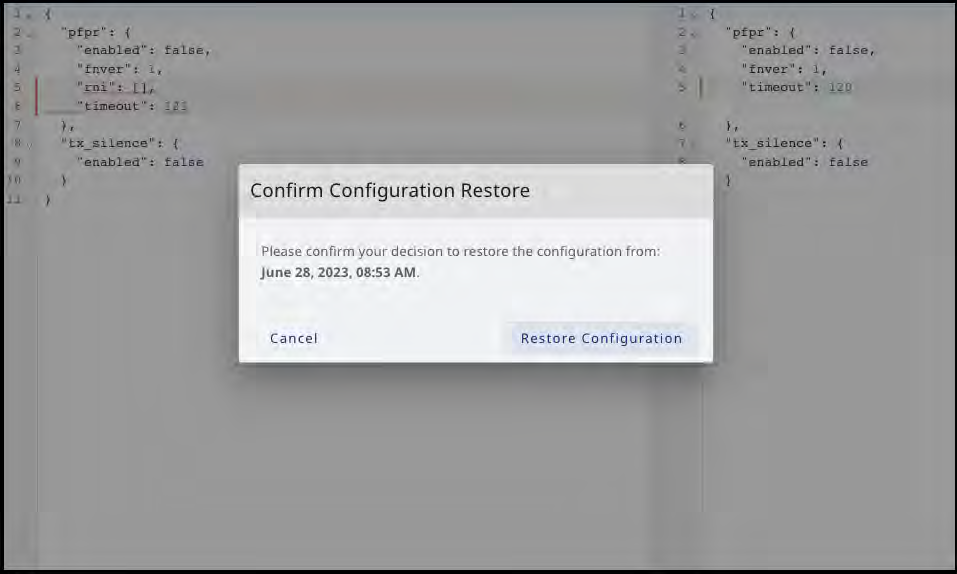 1 {
2 "pfpr": {
3 "enabled": false,
4 "fnver": 1,
5 "rni": [],
6 "timeout": 121
7 },
8 "tx_silence": {
9 "enabled": false
10 }
11 }
1 {
2 "pfpr": {
3 "enabled": false,
4 "fnver": 1,
5 "timeout": 120
6 },
7 "tx_silence": {
8 "enabled": false
}
Confirm Configuration Restore
Please confirm your decision to restore the configuration from:
June 28, 2023, 08:53 AM.
Cancel
Restore Configuration